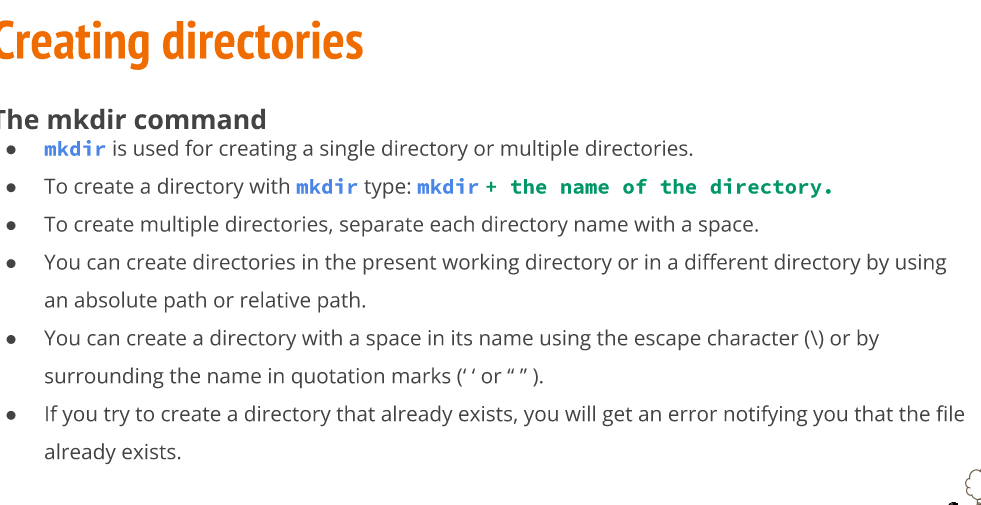 Creating directories
The mkdir command
● mkdir is used for creating a single directory or multiple directories.
● To create a directory with mkdir type: mkdir + the name of the directory.
● To create multiple directories, separate each directory name with a space.
● You can create directories in the present working directory or in a different directory by using
an absolute path or relative path.
● You can create a directory with a space in its name using the escape character (\) or by
surrounding the name in quotation marks (‘ ‘ or “ ” ).
● If you try to create a directory that already exists, you will get an error notifying you that the file
already exists.